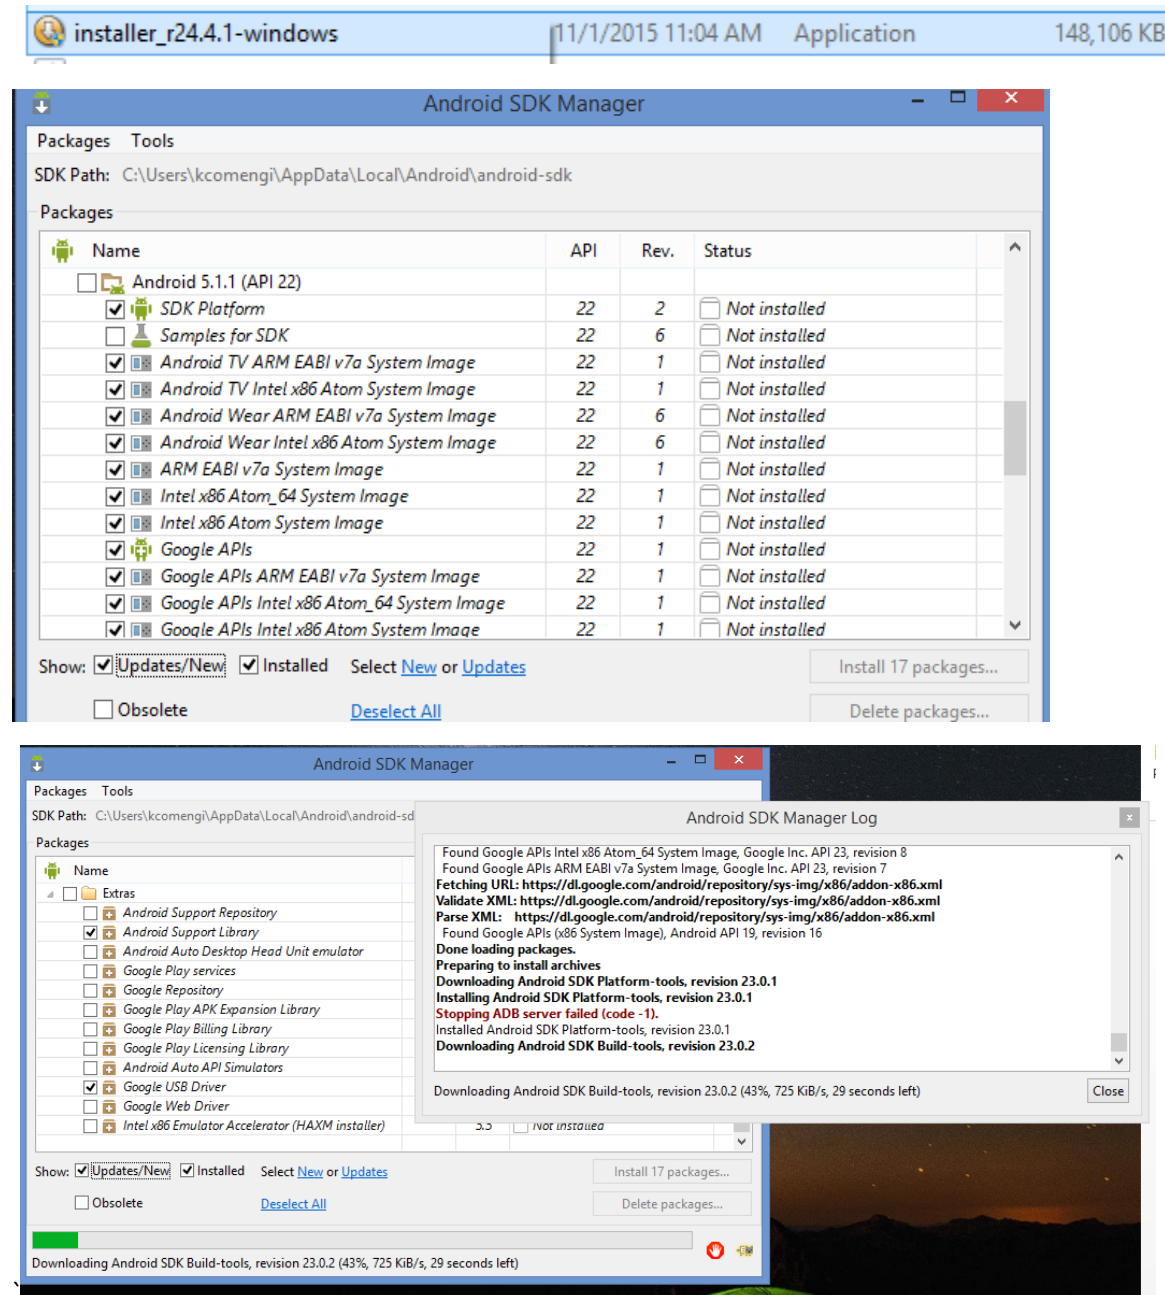 installer_r24.4.1-windows 11/1/2015 11:04 AM Application 148,106 KB
Android SDK Manager
Packages Tools
SDK Path: C:\Users\kcomengi\AppData\Local\Android\android-sdk
Packages
Name API Rev. Status
Android 5.1.1 (API 22)
SDK Platform 22 2 Not installed
Samples for SDK 22 6 Not installed
Android TV ARM EABI v7a System Image 22 1 Not installed
Android TV Intel x86 Atom System Image 22 1 Not installed
Android Wear ARM EABI v7a System Image 22 6 Not installed
Android Wear Intel x86 Atom System Image 22 6 Not installed
ARM EABI v7a System Image 22 1 Not installed
Intel x86 Atom_64 System Image 22 1 Not installed
Intel x86 Atom System Image 22 1 Not installed
Google APIs 22 1 Not installed
Google APIs ARM EABI v7a System Image 22 1 Not installed
Google APIs Intel x86 Atom_64 System Image 22 1 Not installed
Google APIs Intel x86 Atom System Image 22 1 Not installed
Show: Updates/New Installed Select New or Updates Install 17 packages...
Obsolete Deselect All Delete packages...
Android SDK Manager
Packages Tools
SDK Path: C:\Users\kcomengi\AppData\Local\Android\android-sd
Packages
Name
Extras
Android Support Repository
Android Support Library
Android Auto Desktop Head Unit emulator
Google Play services
Google Repository
Google Play APK Expansion Library
Google Play Billing Library
Google Play Licensing Library
Android Auto API Simulators
Google USB Driver
Google Web Driver
Intel x86 Emulator Accelerator (HAXM installer) 5.5 Not installed
Show: Updates/New Installed Select New or Updates Install 17 packages...
Obsolete Deselect All Delete packages...
Downloading Android SDK Build-tools, revision 23.0.2 (43%, 725 KiB/s, 29 seconds left)
Android SDK Manager Log
Found Google APIs Intel x86 Atom_64 System Image, Google Inc. API 23, revision 8
Found Google APIs ARM EABI v7a System Image, Google Inc. API 23, revision 7
Fetching URL: https://dl.google.com/android/repository/sys-img/x86/addon-x86.xml
Validate XML: https://dl.google.com/android/repository/sys-img/x86/addon-x86.xml
Parse XML: https://dl.google.com/android/repository/sys-img/x86/addon-x86.xml
Found Google APIs (x86 System Image), Android API 19, revision 16
Done loading packages.
Preparing to install archives
Downloading Android SDK Platform-tools, revision 23.0.1
Installing Android SDK Platform-tools, revision 23.0.1
Stopping ADB server failed (code -1).
Installed Android SDK Platform-tools, revision 23.0.1
Downloading Android SDK Build-tools, revision 23.0.2
Downloading Android SDK Build-tools, revision 23.0.2 (43%, 725 KiB/s, 29 seconds left)
Close